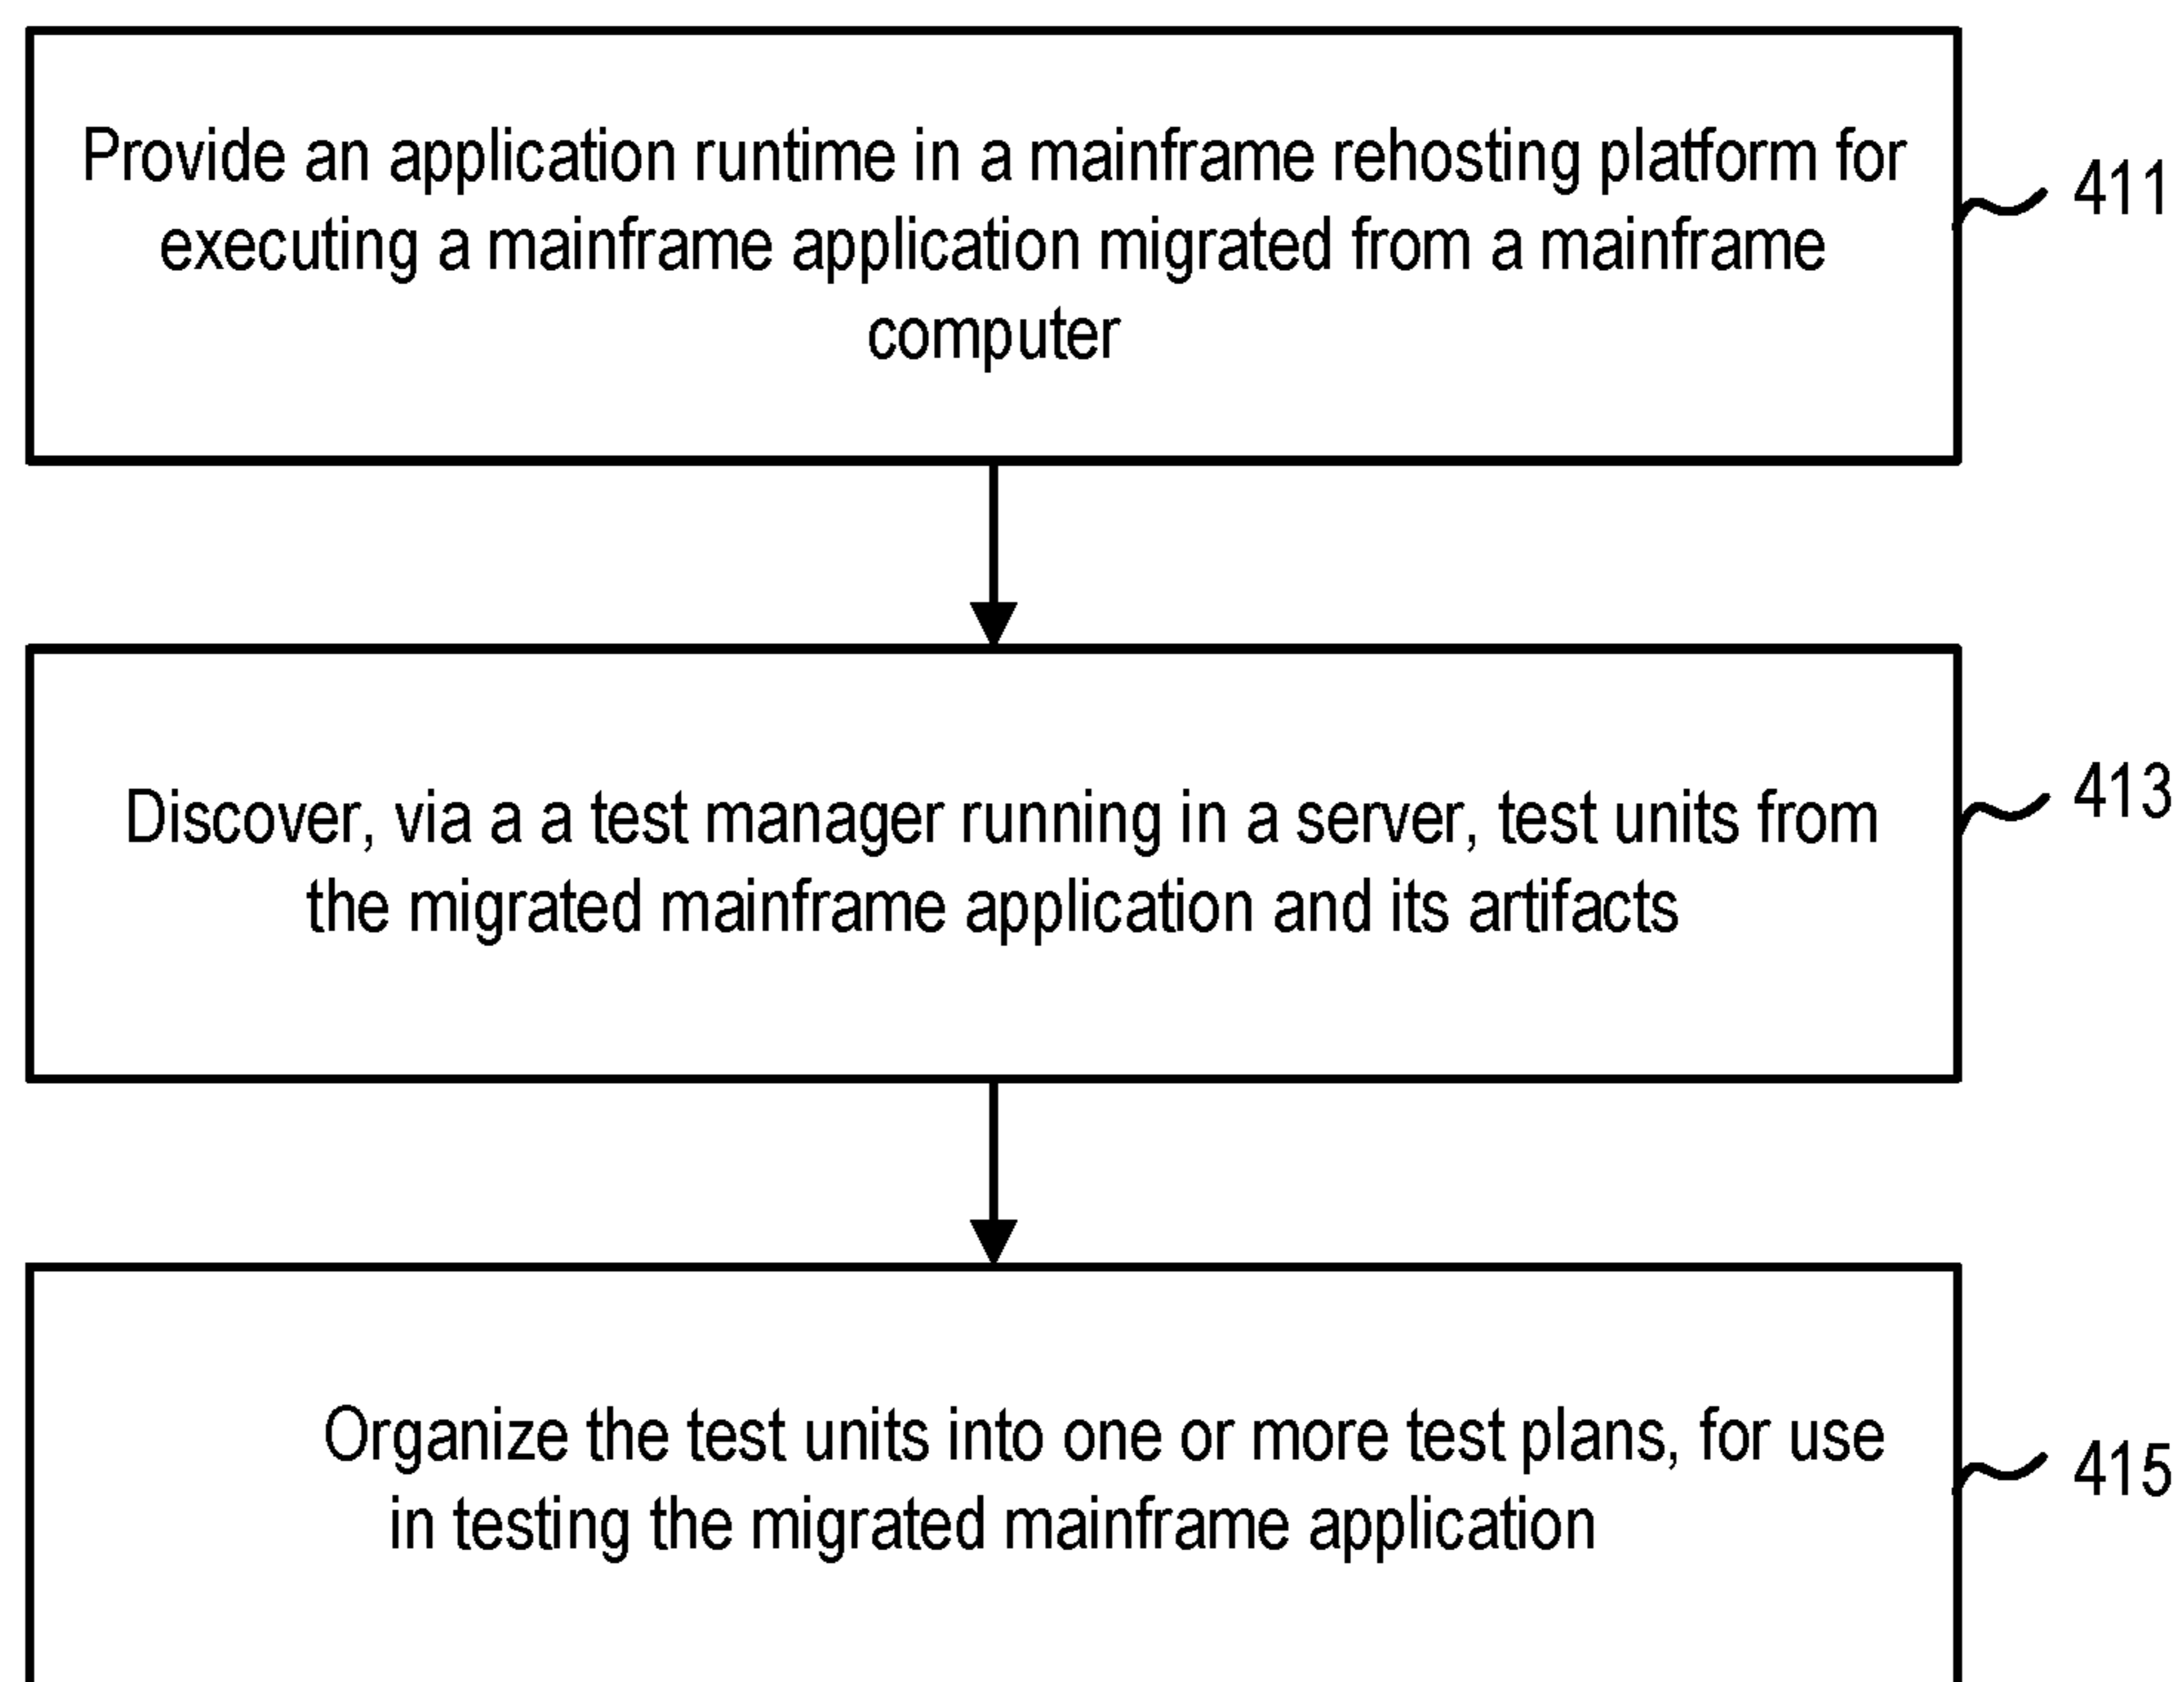 Provide an application runtime in a mainframe rehosting platform for
executing a mainframe application migrated from a mainframe
computer
411
Discover, via a a test manager running in a server, test units from
the migrated mainframe application and its artifacts
413
Organize the test units into one or more test plans, for use
in testing the migrated mainframe application
415